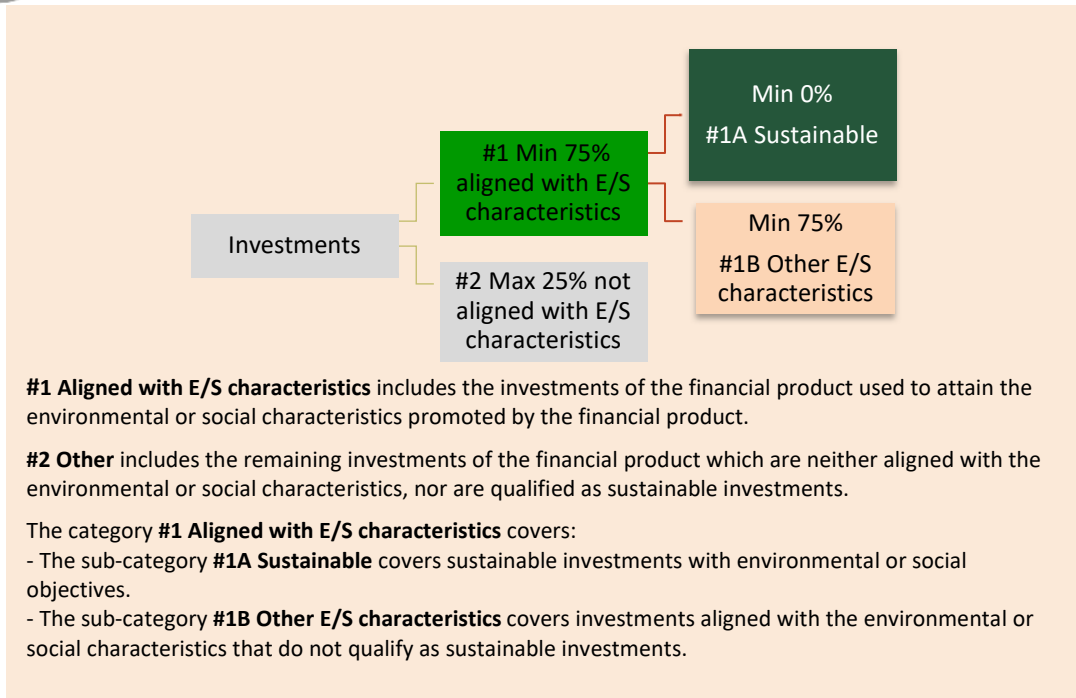 Min 0%
#1A Sustainable
#1 Min 75%
aligned with E/S
characteristics
Investments
Min 75%
#1B Other E/S
characteristics
#2 Max 25% not
aligned with E/S
characteristics
#1 Aligned with E/S characteristics includes the investments of the financial product used to attain the
environmental or social characteristics promoted by the financial product.
#2 Other includes the remaining investments of the financial product which are neither aligned with the
environmental or social characteristics, nor are qualified as sustainable investments.
The category #1 Aligned with E/S characteristics covers:
- The sub-category #1A Sustainable covers sustainable investments with environmental or social
objectives.
- The sub-category #1B Other E/S characteristics covers investments aligned with the environmental or
social characteristics that do not qualify as sustainable investments.